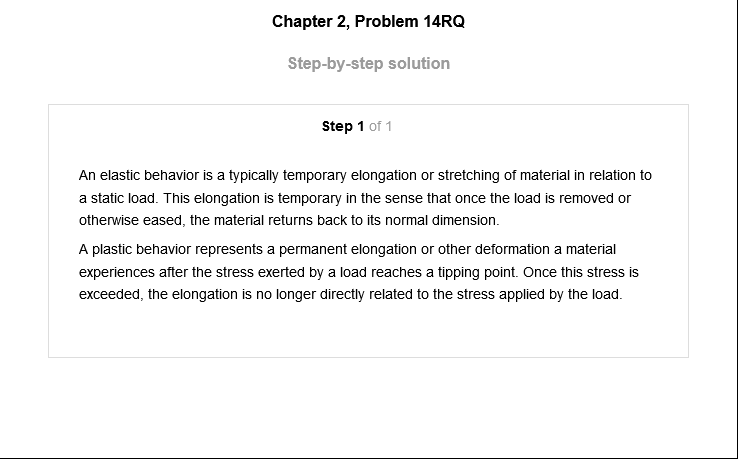 Chapter 2, Problem 14RQ
Step-by-step solution
Step 1 of 1
An elastic behavior is a typically temporary elongation or stretching of material in relation to
a static load. This elongation is temporary in the sense that once the load is removed or
otherwise eased, the material returns back to its normal dimension.
A plastic behavior represents a permanent elongation or other deformation a material
experiences after the stress exerted by a load reaches a tipping point. Once this stress is
exceeded, the elongation is no longer directly related to the stress applied by the load.